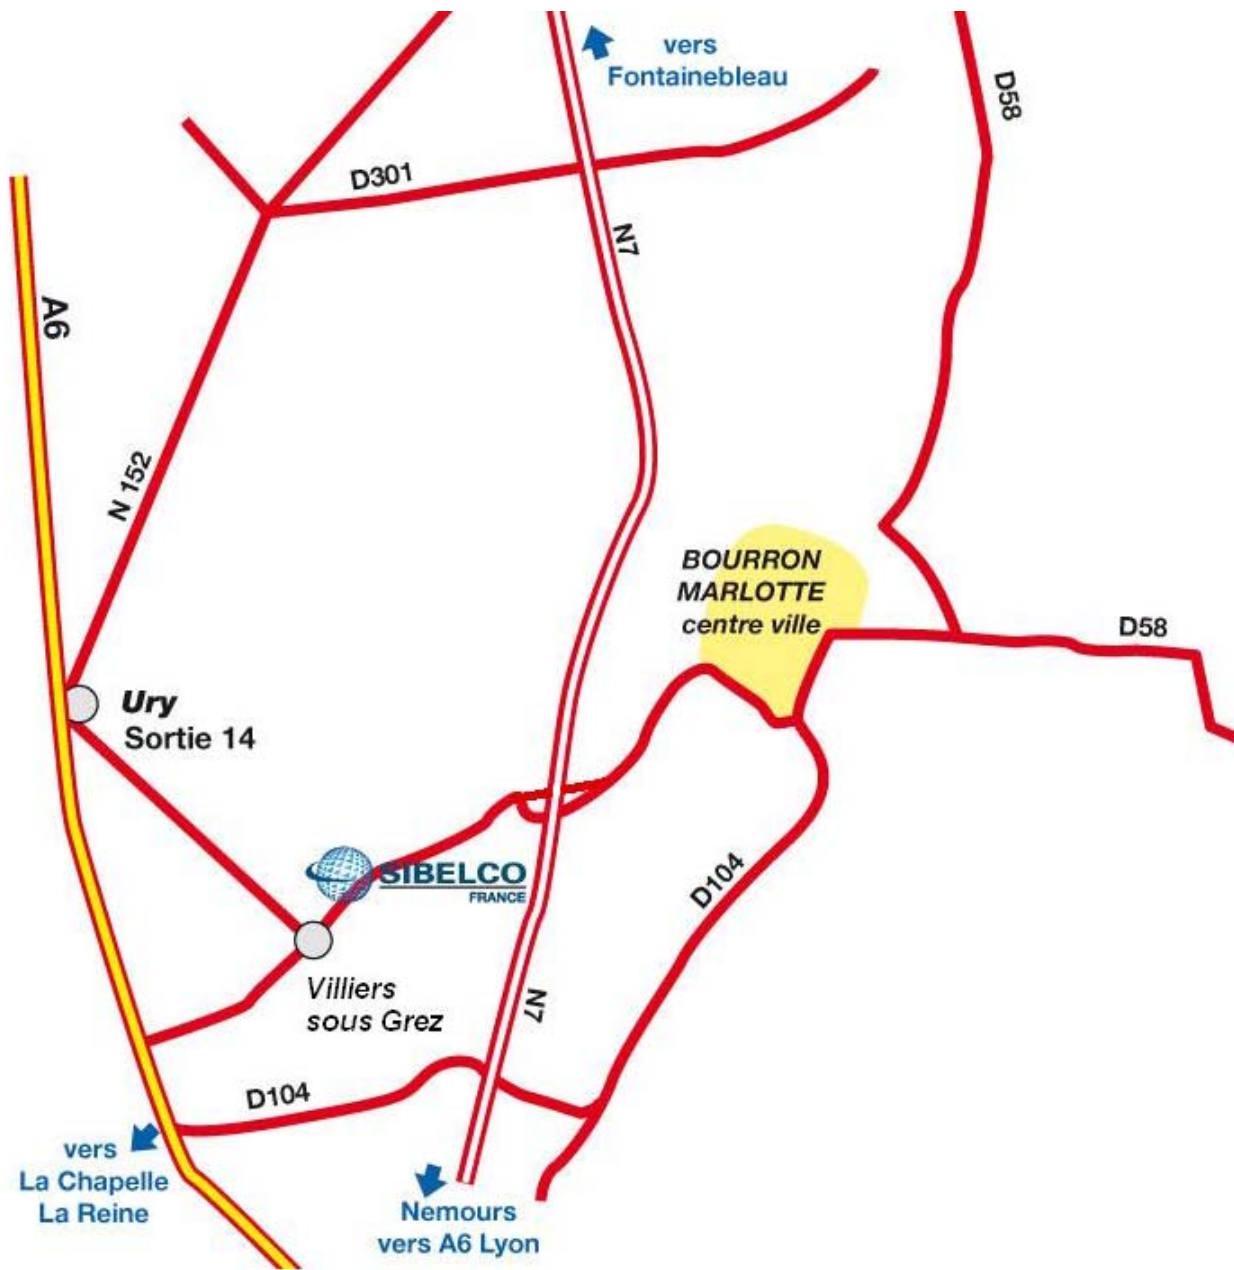 vers
Fontainebleau
D58
D301
N7
A6
N 152
BOURRON
MARLOTTE
centre ville
D58
Ury
Sortie 14
SIBELCO
FRANCE
D104
Villiers
sous Grez
N7
D104
vers
La Chapelle
La Reine
Nemours
vers A6 Lyon